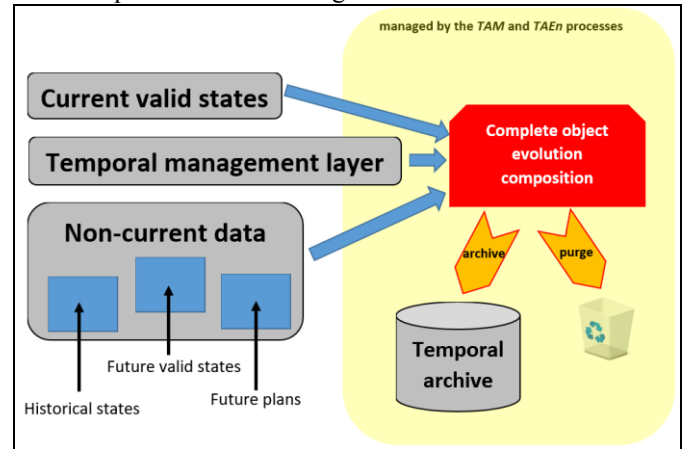 managed by the TAM and TAEn processes
Current valid states
Temporal management layer
Non-current data
Historical states
Future valid states
Future plans
Complete object
evolution
composition
archive
purge
Temporal
archive